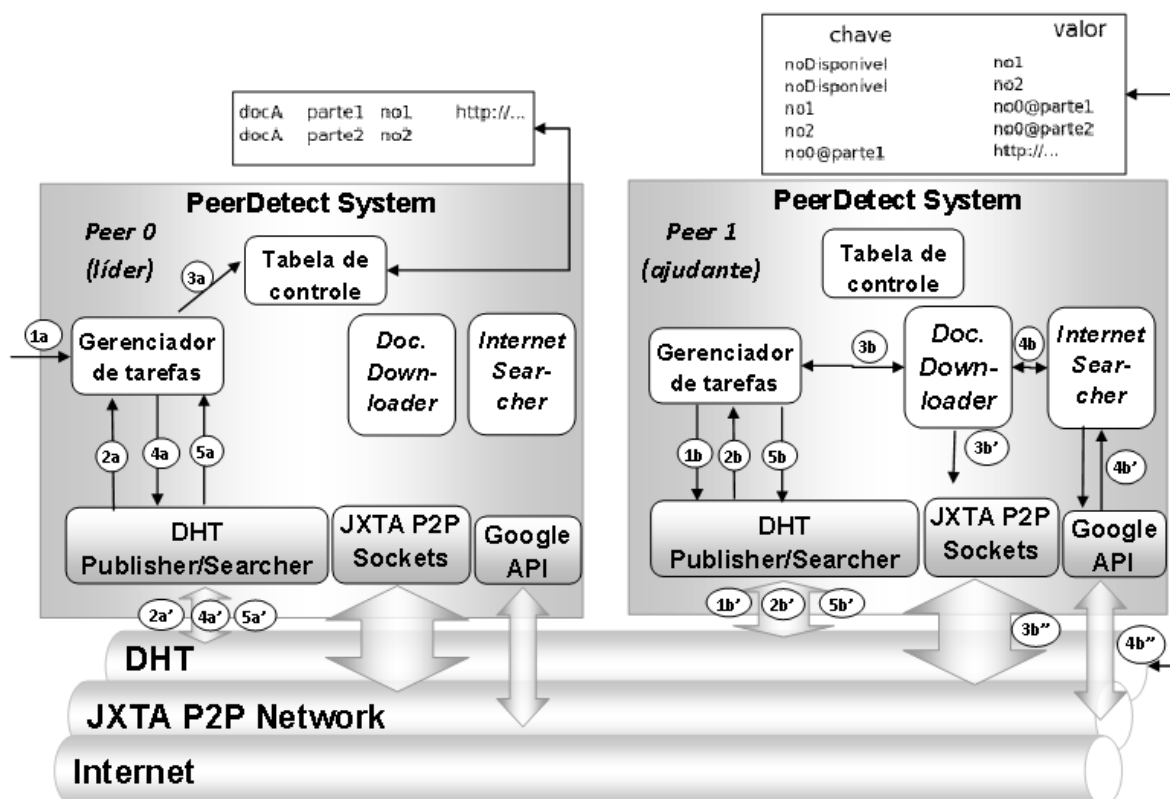 chave valor
noDisponivel no1
noDisponivel no2
no1 no0@parte1
no2 no0@parte2
no0@parte1 http://...
docA parte1 no1 http://...
docA parte2 no2
PeerDetect System
Peer 0
(líder)
3a
Tabela de
controle
1a
Gerenciador
de tarefas
Doc.
Down-
loader
Internet
Sear-
cher
2a 4a 5a
DHT
Publisher/Searcher
JXTA P2P
Sockets
Google
API
2a' 4a' 5a'
PeerDetect System
Peer 1
(ajudante)
Tabela de
controle
Gerenciador
de tarefas
3b
Doc.
Down-
loader
4b
Internet
Sear-
cher
1b 2b 5b
3b'
4b'
DHT
Publisher/Searcher
JXTA P2P
Sockets
Google
API
1b' 2b' 5b'
3b''
4b''
DHT
JXTA P2P Network
Internet